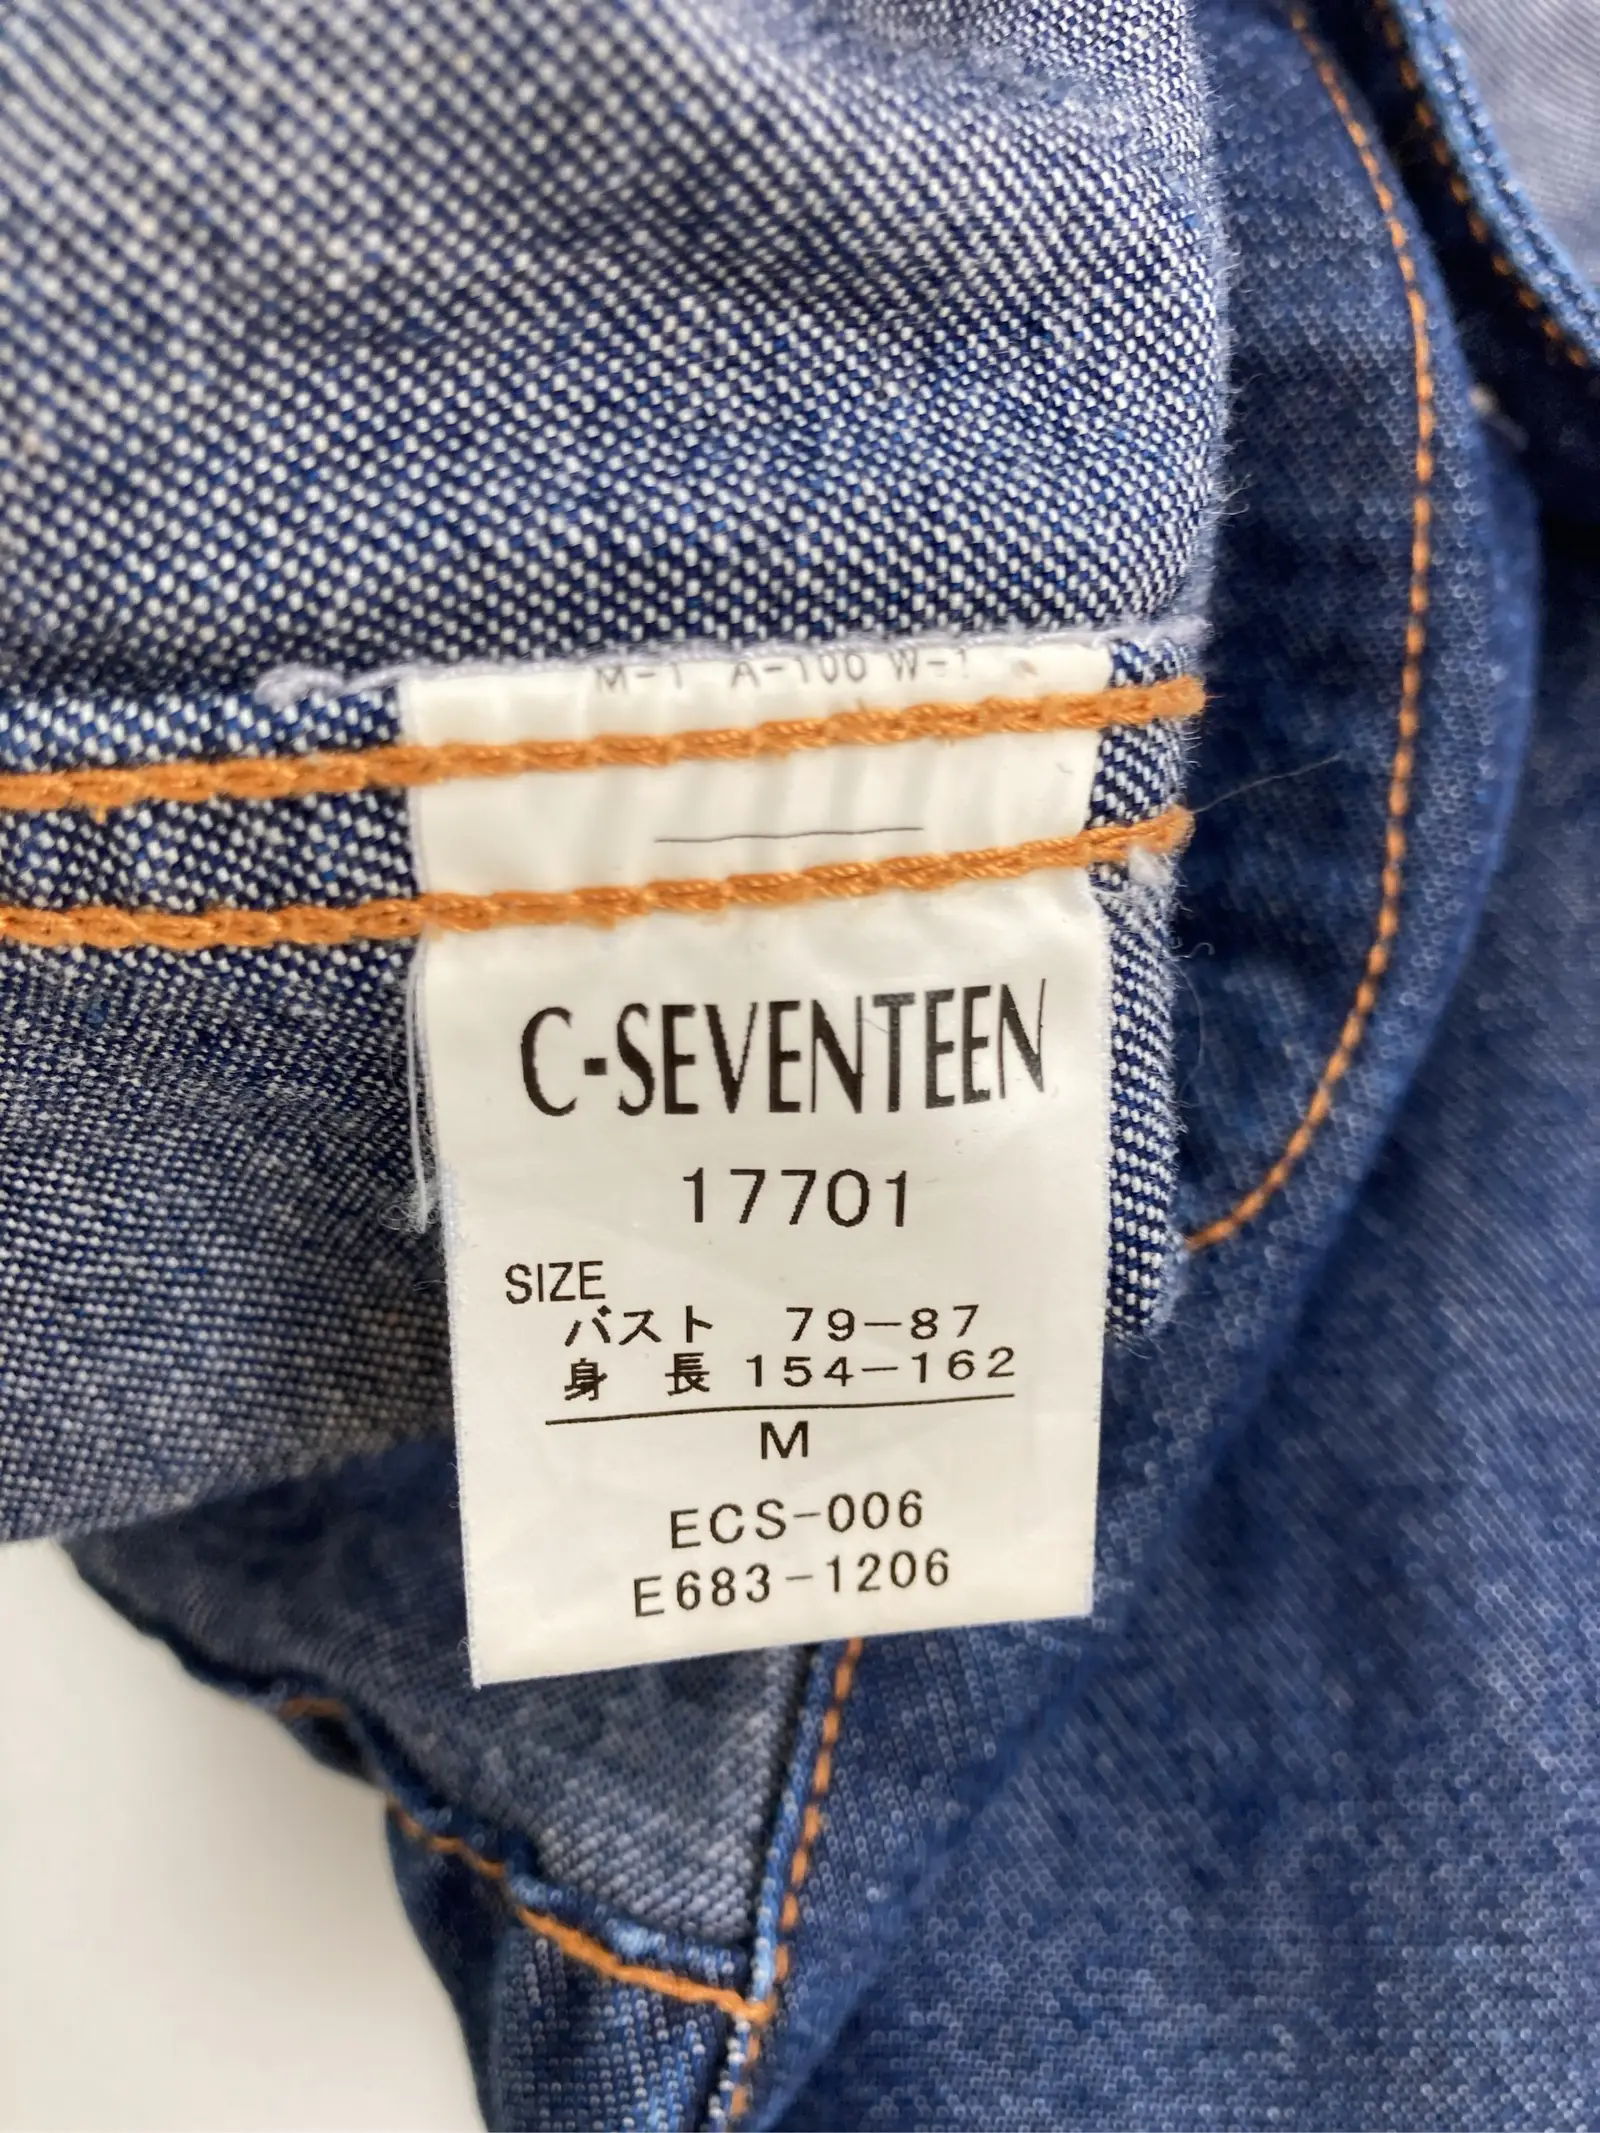 M-1 A-100 W-1
C-SEVENTEEN
17701
SIZE
バスト 79-87
身 長 154-162
M
ECS-006
E683-1206